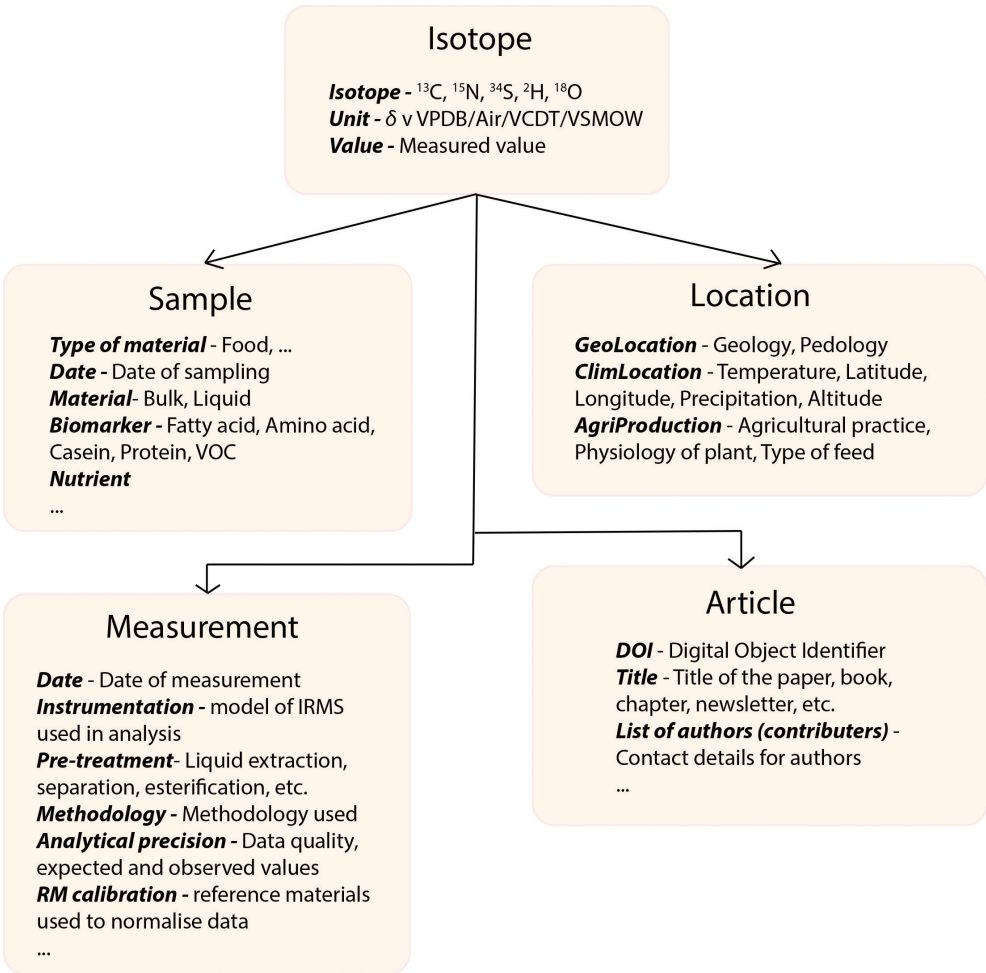 Isotope
Isotope - ¹³C, ¹⁵N, ³⁴S, ²H, ¹⁸O
Unit - δ v VPDB/Air/VCDT/VSMOW
Value - Measured value
Sample
Type of material - Food, ...
Date - Date of sampling
Material- Bulk, Liquid
Biomarker - Fatty acid, Amino acid,
Casein, Protein, VOC
Nutrient
...
Location
GeoLocation - Geology, Pedology
ClimLocation - Temperature, Latitude,
Longitude, Precipitation, Altitude
AgriProduction - Agricultural practice,
Physiology of plant, Type of feed
Measurement
Date - Date of measurement
Instrumentation - model of IRMS
used in analysis
Pre-treatment- Liquid extraction,
separation, esterification, etc.
Methodology - Methodology used
Analytical precision - Data quality,
expected and observed values
RM calibration - reference materials
used to normalise data
...
Article
DOI - Digital Object Identifier
Title - Title of the paper, book,
chapter, newsletter, etc.
List of authors (contributers) -
Contact details for authors
...